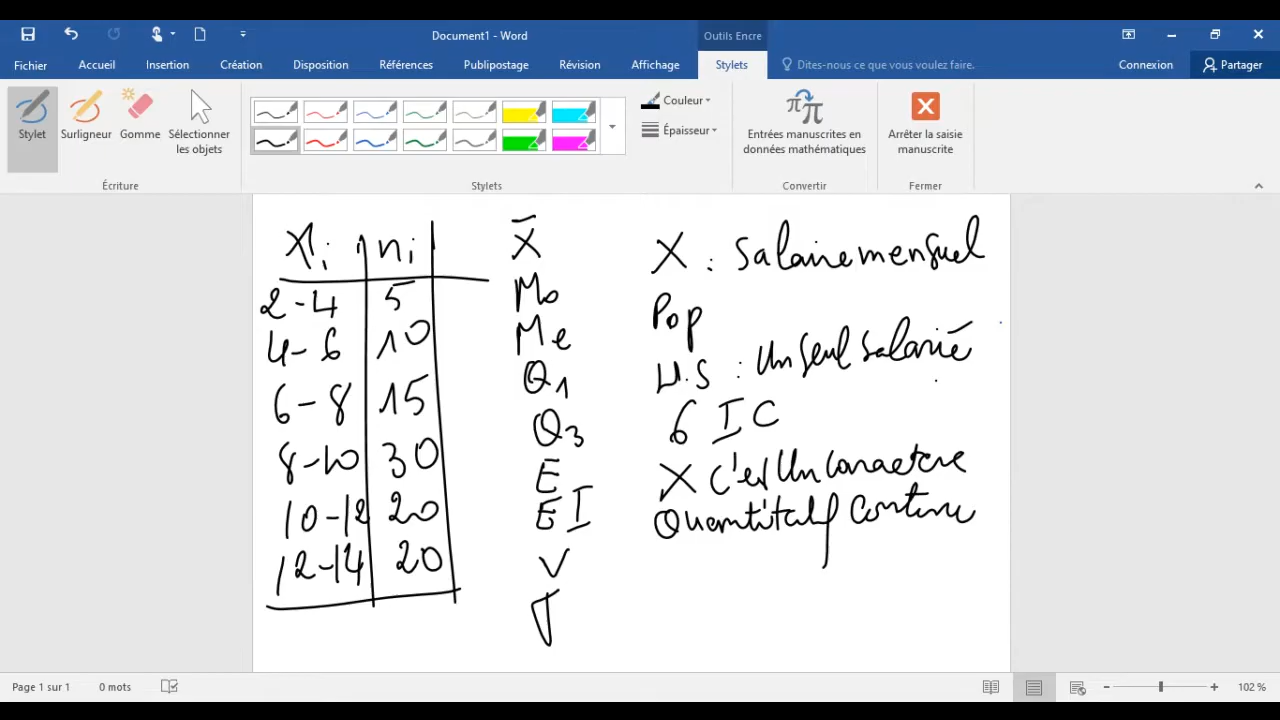 Document1 - Word
Outils Encre
Fichier Accueil Insertion Création Disposition Références Publipostage Révision Affichage Stylets Dites-nous ce que vous voulez faire. Connexion Partager
Stylet Surligneur Gomme Sélectionner les objets
Couleur
Épaisseur
Entrées manuscrites en données mathématiques
Arrêter la saisie manuscrite
Écriture Stylets Convertir Fermer
Xi ni
2-4 5
4-6 10
6-8 15
8-10 30
10-12 20
12-14 20
X̄
Mo
Me
Q1
Q3
E
EI
V
σ
X : Salaire mensuel
Pop
U.S : Un seul salarié
6 IC
X c'est Un caractere
Quantitatif continu
Page 1 sur 1 0 mots 102 %